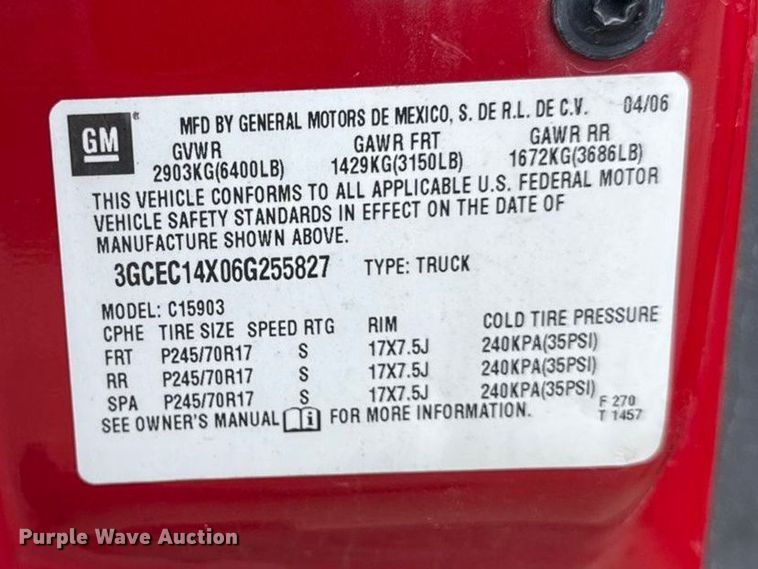 GM ® MFD BY GENERAL MOTORS DE MEXICO, S. DE R.L. DE C.V. 04/06
GVWR GAWR FRT GAWR RR
2903KG(6400LB) 1429KG(3150LB) 1672KG(3686LB)
THIS VEHICLE CONFORMS TO ALL APPLICABLE U.S. FEDERAL MOTOR
VEHICLE SAFETY STANDARDS IN EFFECT ON THE DATE OF
MANUFACTURE SHOWN ABOVE.
3GCEC14X06G255827 TYPE: TRUCK
MODEL: C15903
CPHE TIRE SIZE SPEED RTG RIM COLD TIRE PRESSURE
FRT P245/70R17 S 17X7.5J 240KPA(35PSI)
RR P245/70R17 S 17X7.5J 240KPA(35PSI)
SPA P245/70R17 S 17X7.5J 240KPA(35PSI)
SEE OWNER'S MANUAL i FOR MORE INFORMATION.
F 270
T 1457
Purple Wave Auction